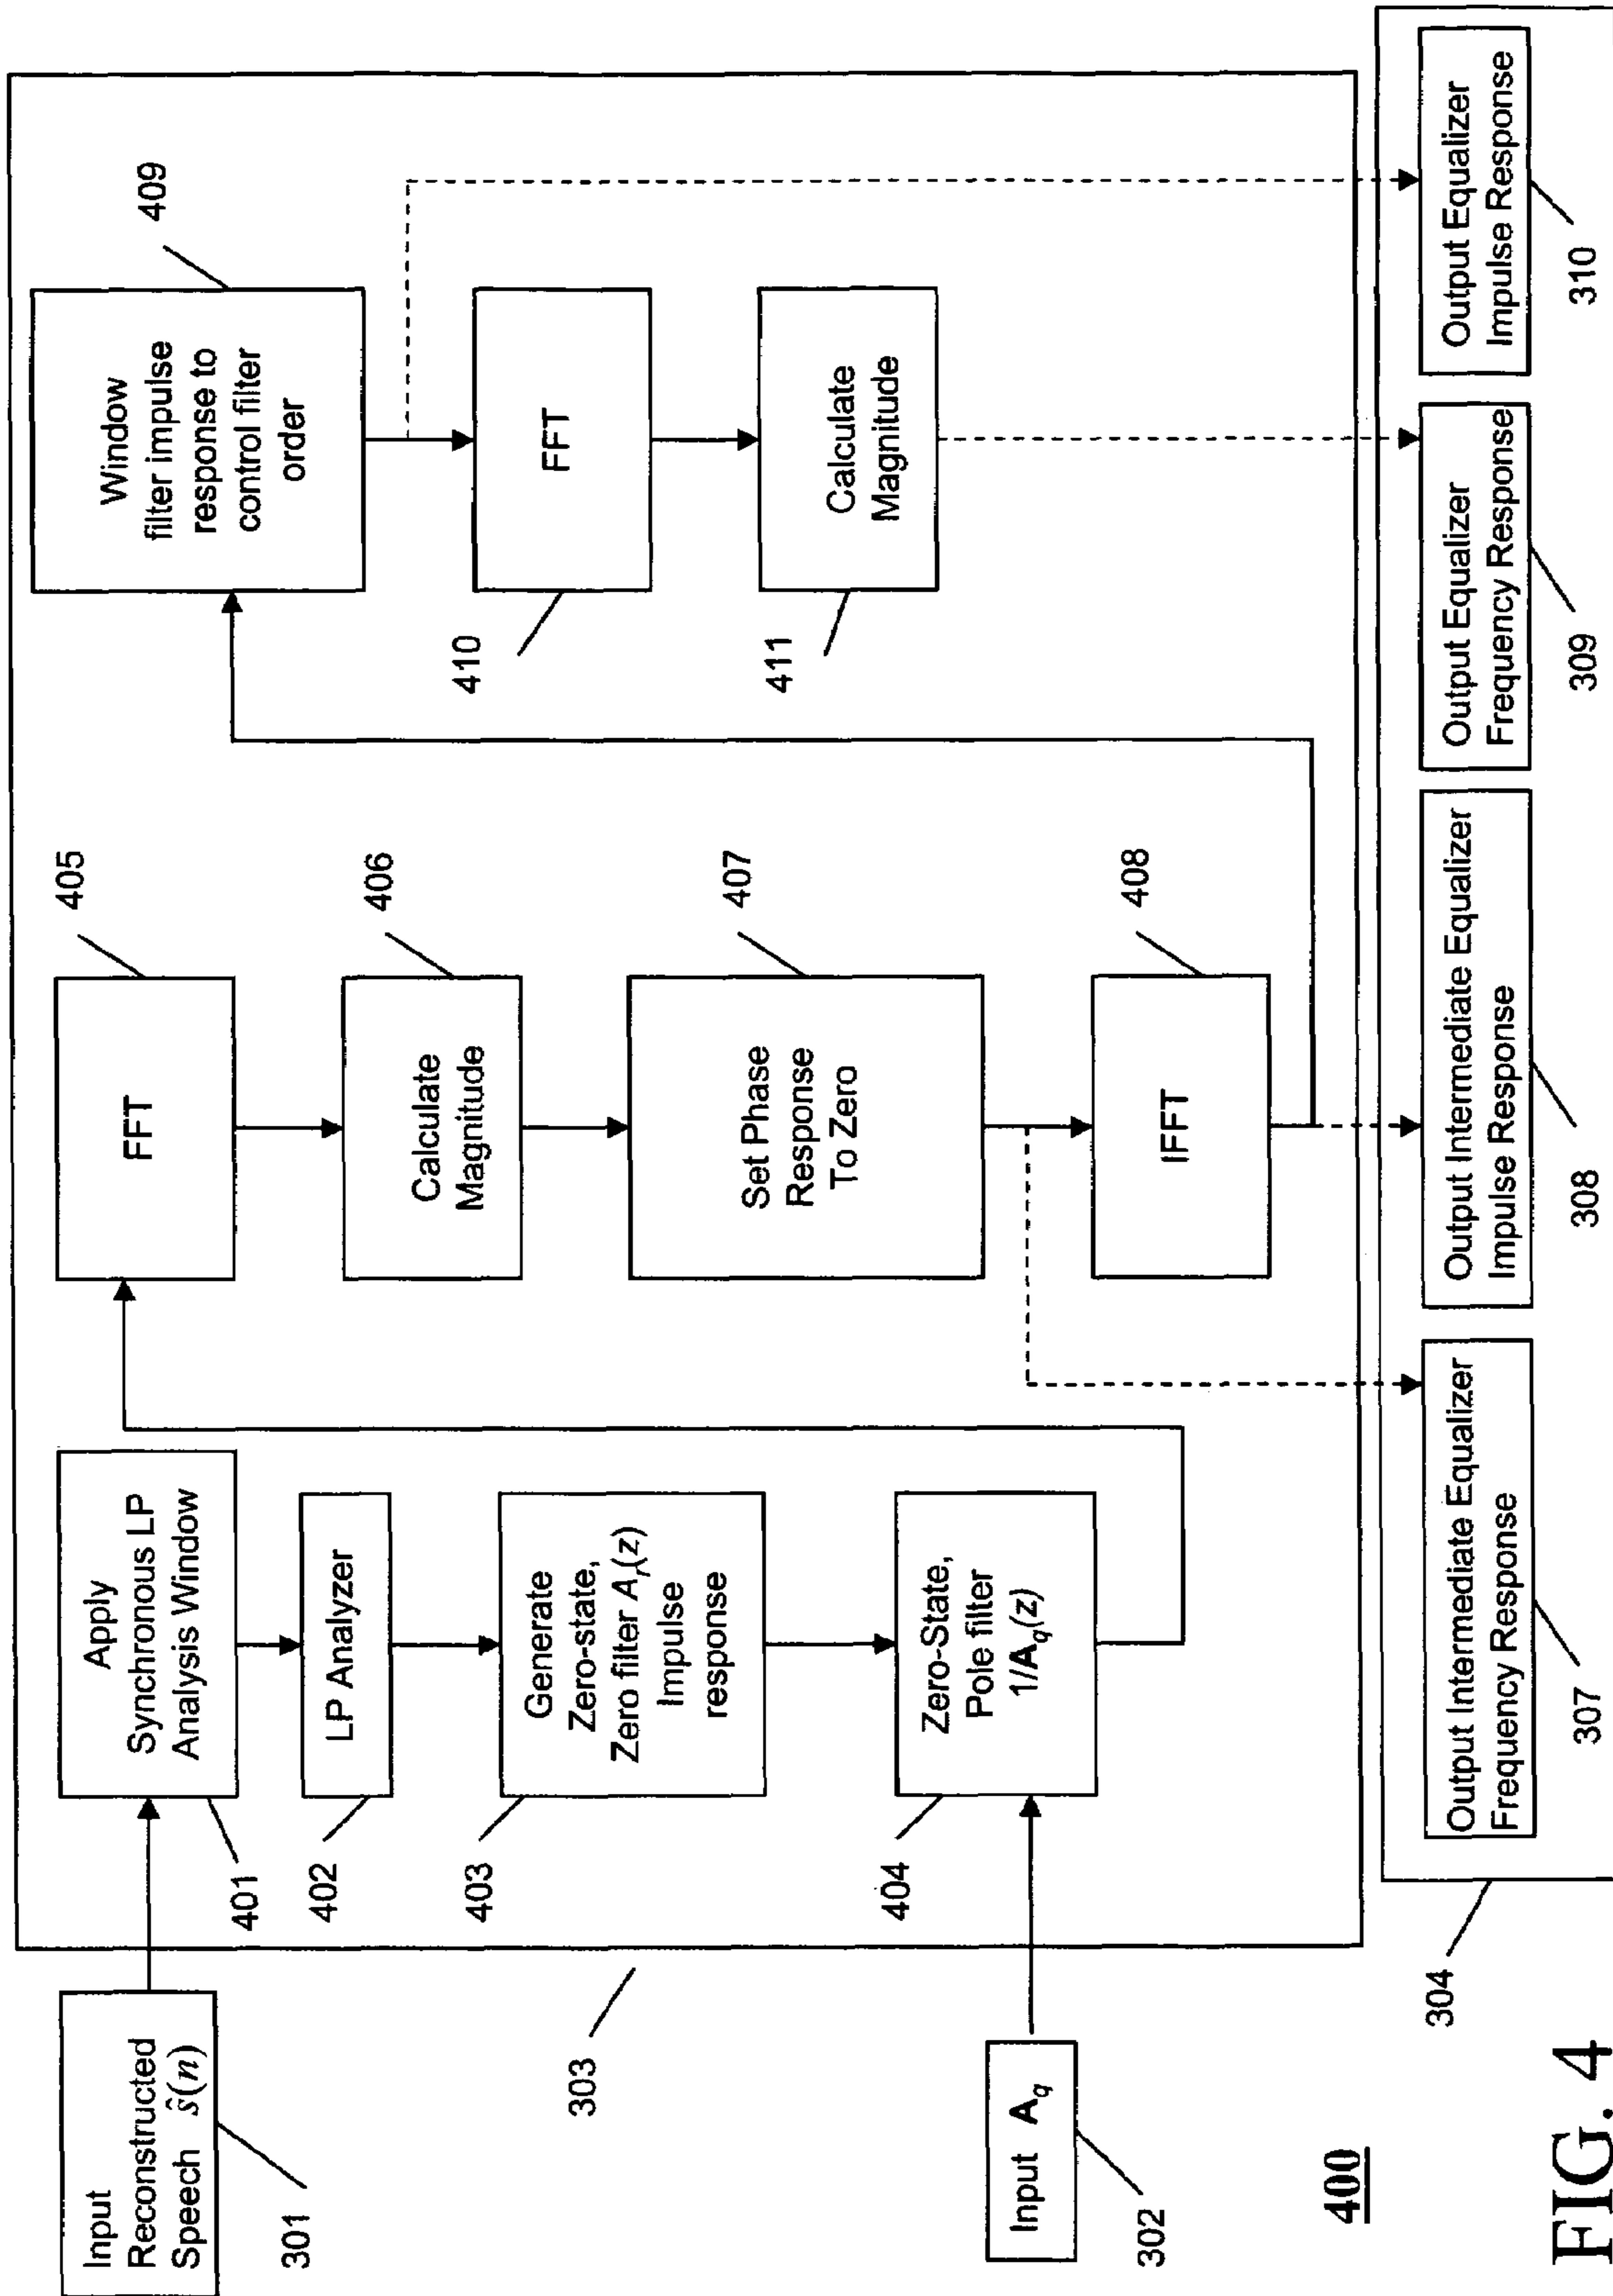 Input
Reconstructed
Speech ŝ(n)
301
Input A_q
302
303
Apply
Synchronous LP
Analysis Window
401
LP Analyzer
402
Generate
Zero-state,
Zero filter A_r(z)
Impulse
response
403
Zero-State,
Pole filter
1/A_q(z)
404
FFT
405
Calculate
Magnitude
406
Set Phase
Response
To Zero
407
IFFT
408
Window
filter impulse
response to
control filter
order
409
FFT
410
Calculate
Magnitude
411
304
Output Intermediate Equalizer
Frequency Response
307
Output Intermediate Equalizer
Impulse Response
308
Output Equalizer
Frequency Response
309
Output Equalizer
Impulse Response
310
400
FIG. 4